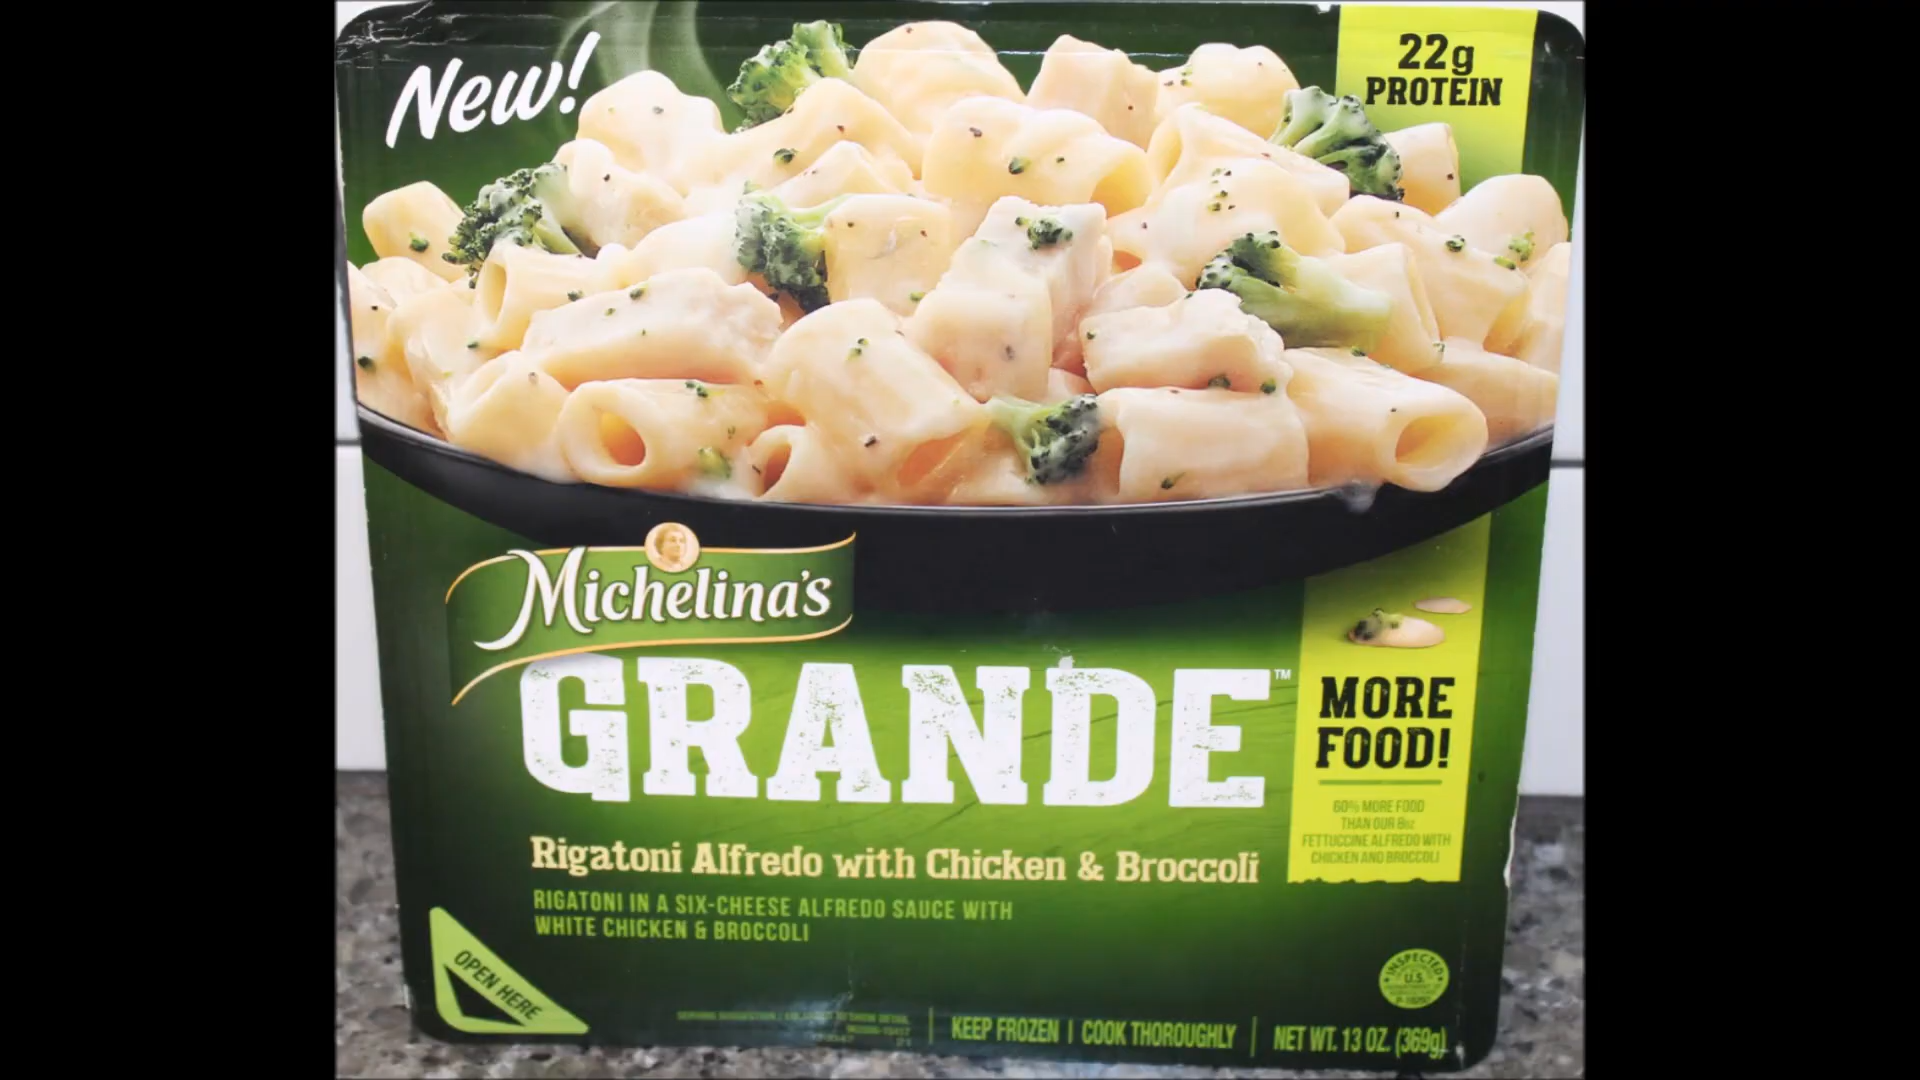 New!
22g
PROTEIN
Michelina's
GRANDE™
MORE
FOOD!
60% MORE FOOD
THAN OUR 8oz
FETTUCCINE ALFREDO WITH
CHICKEN AND BROCCOLI
Rigatoni Alfredo with Chicken & Broccoli
RIGATONI IN A SIX-CHEESE ALFREDO SAUCE WITH
WHITE CHICKEN & BROCCOLI
OPEN HERE
INSPECTED
U.S.
KEEP FROZEN | COOK THOROUGHLY | NET WT. 13 OZ. (369g)